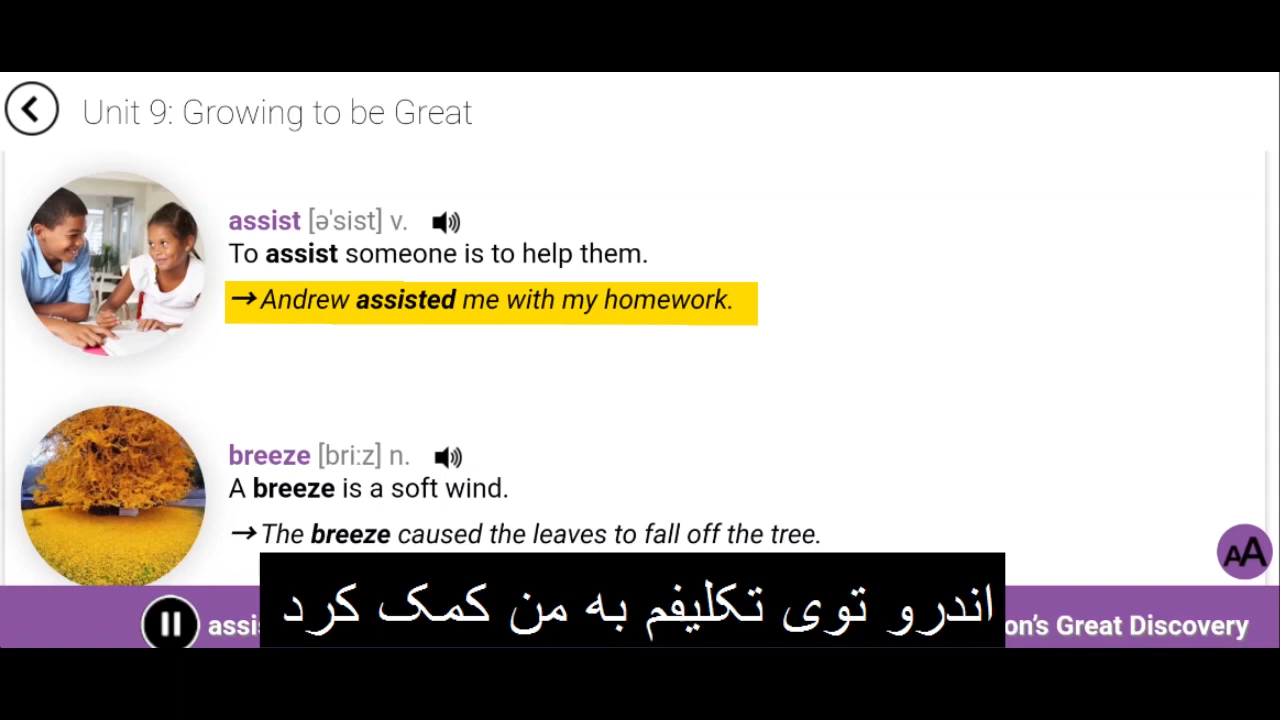 Unit 9: Growing to be Great
assist [ə'sist] v.
To assist someone is to help them.
→ Andrew assisted me with my homework.
breeze [bri:z] n.
A breeze is a soft wind.
→ The breeze caused the leaves to fall off the tree.
AA
اندرو توی تکلیفم به من کمک کرد
assi
on's Great Discovery